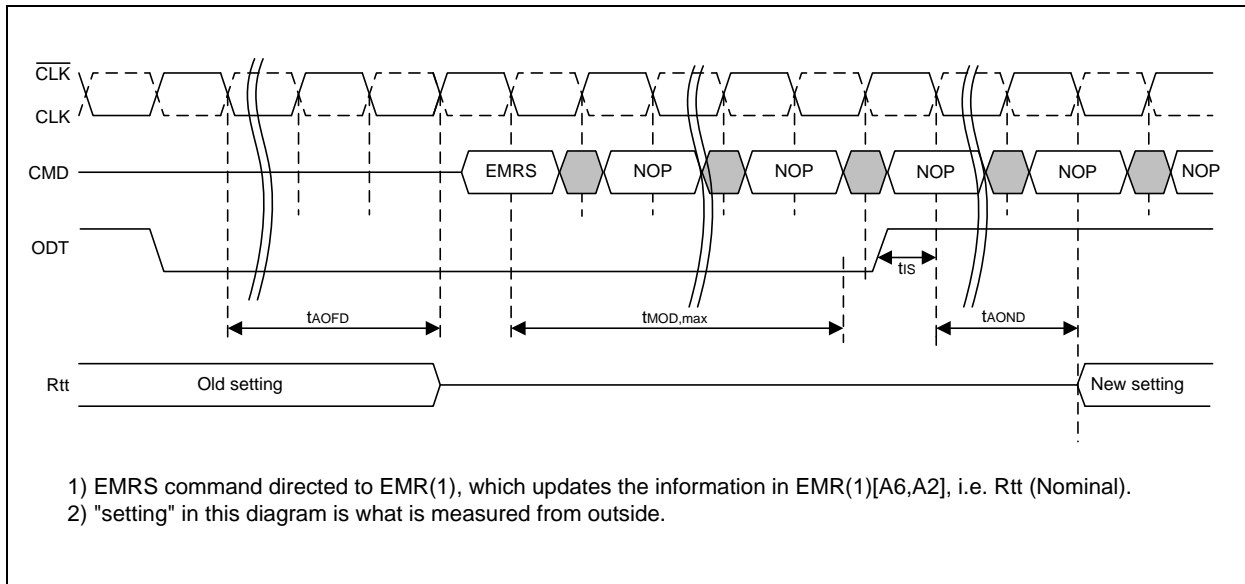 CLK
CLK
CMD
EMRS
NOP
NOP
NOP
NOP
NOP
ODT
tIS
tAOFD
tMOD,max
tAOND
Rtt
Old setting
New setting
1) EMRS command directed to EMR(1), which updates the information in EMR(1)[A6,A2], i.e. Rtt (Nominal).
2) "setting" in this diagram is what is measured from outside.